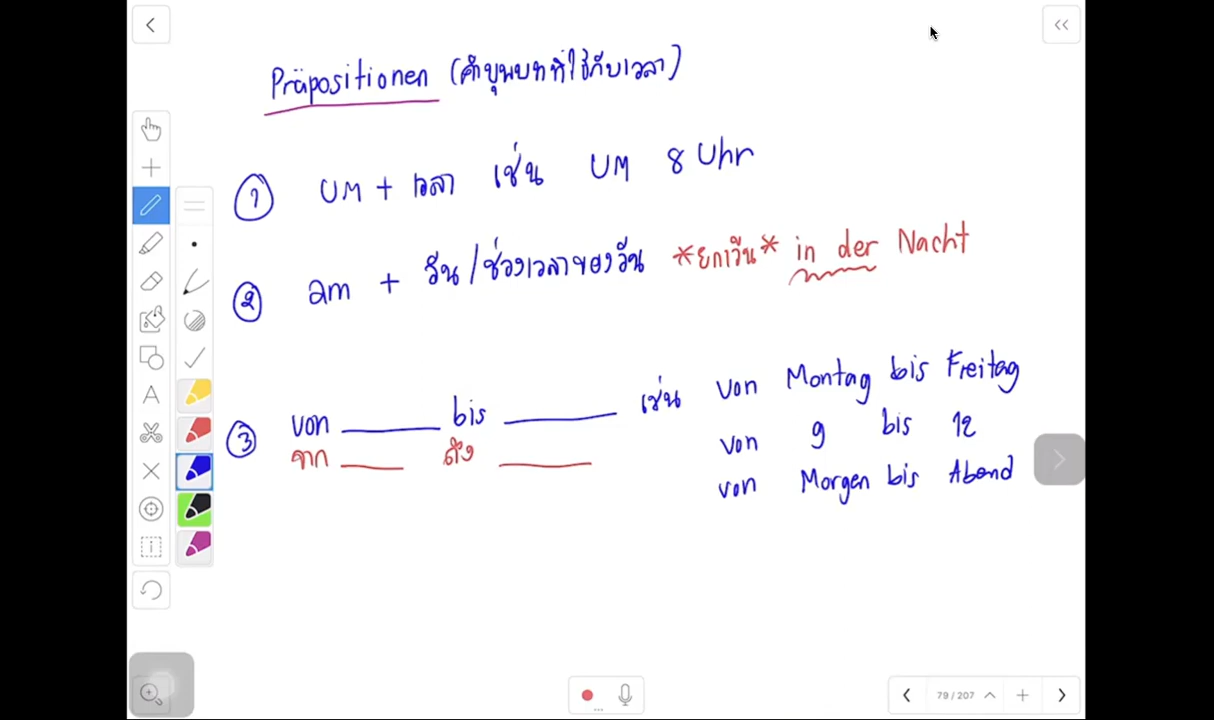 Präpositionen (คำบุพบทที่ใช้กับเวลา)
① um + เวลา เช่น um 8 Uhr
② am + วัน/ช่วงเวลาของวัน *ยกเว้น* in der Nacht
③ von ____ bis ____ เช่น von Montag bis Freitag
จาก ____ ถึง ____
von 9 bis 12
von Morgen bis Abend
79 / 207